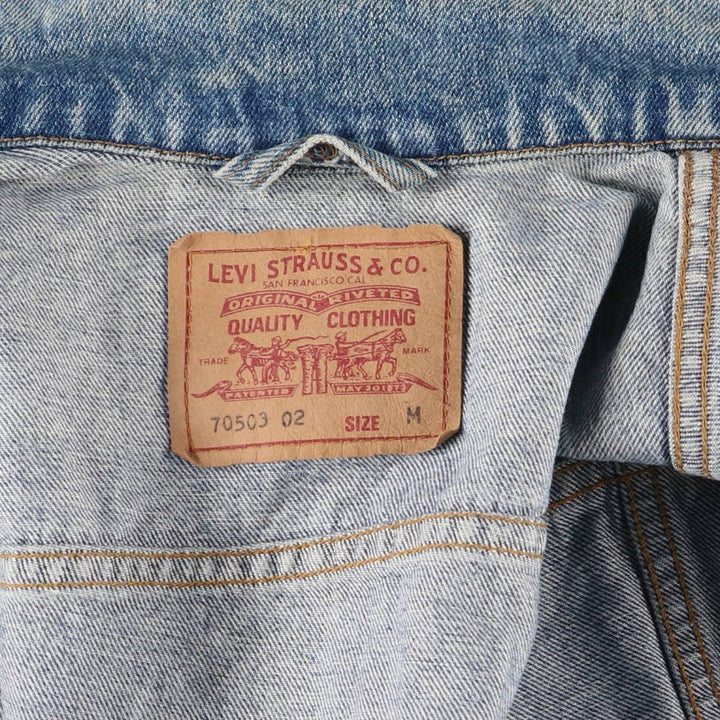 LEVI STRAUSS & CO.
SAN FRANCISCO CAL
ORIGINAL RIVETED
QUALITY CLOTHING
TRADE MARK
PATENTED MAY 20 1873
70503 02 SIZE M